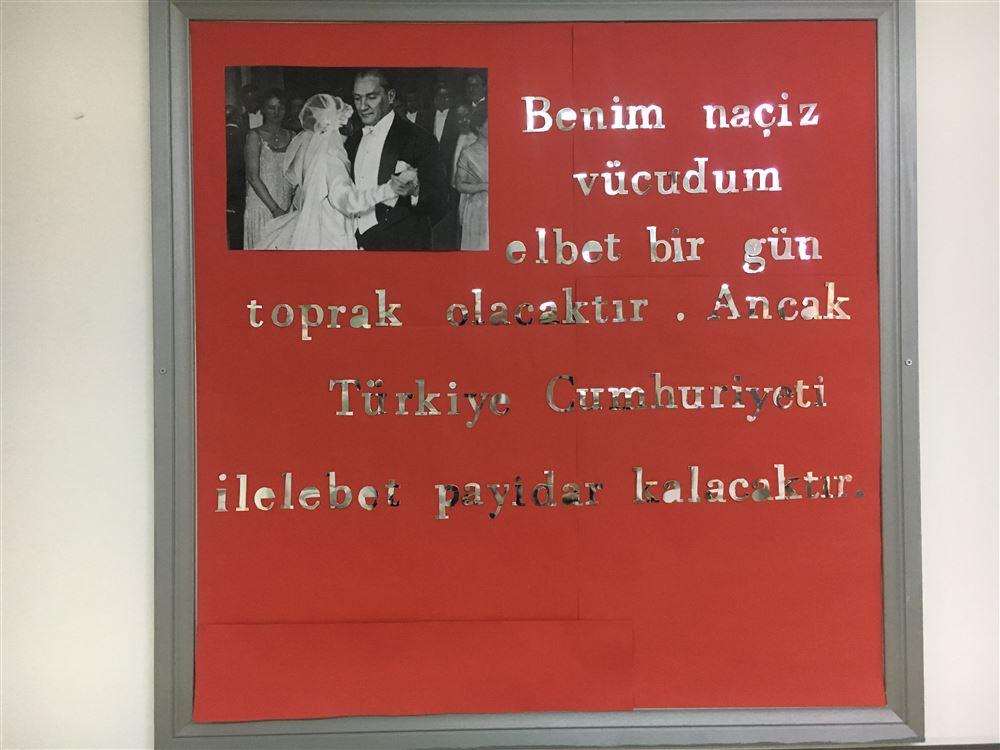 Benim naçiz
vücudum
elbet bir gün
toprak olacaktır . Ancak
Türkiye Cumhuriyeti
ilelebet payidar kalacaktır.